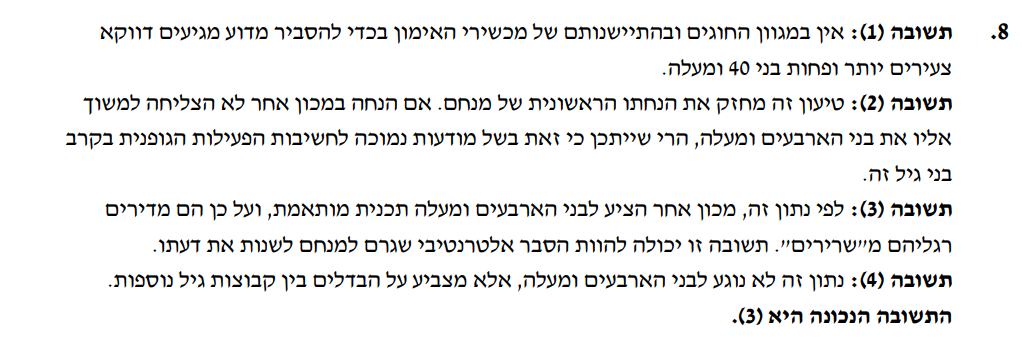 8. תשובה (1): אין במגוון החוגים ובהתיישנותם של מכשירי האימון בכדי להסביר מדוע מגיעים דווקא
צעירים יותר ופחות בני 40 ומעלה.
תשובה (2): טיעון זה מחזק את הנחתו הראשונית של מנחם. אם הנחה במכון אחר לא הצליחה למשוך
אליו את בני הארבעים ומעלה, הרי שייתכן כי זאת בשל מודעות נמוכה לחשיבות הפעילות הגופנית בקרב
בני גיל זה.
תשובה (3): לפי נתון זה, מכון אחר הציע לבני הארבעים ומעלה תכנית מותאמת, ועל כן הם מדירים
רגליהם מ״שרירים״. תשובה זו יכולה להוות הסבר אלטרנטיבי שגרם למנחם לשנות את דעתו.
תשובה (4): נתון זה לא נוגע לבני הארבעים ומעלה, אלא מצביע על הבדלים בין קבוצות גיל נוספות.
התשובה הנכונה היא (3).